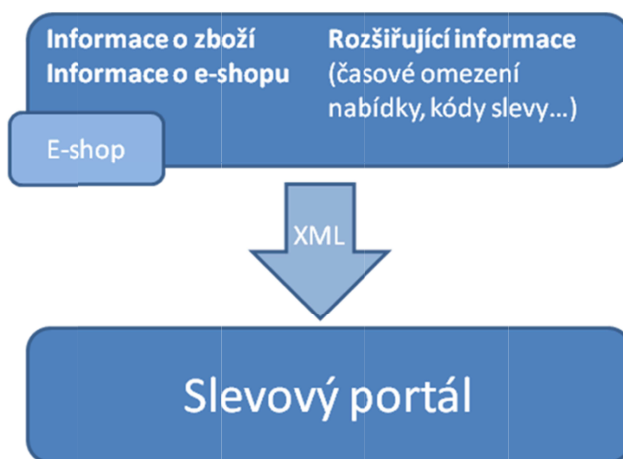 Informace o zboží
Informace o e-shopu
Rozšiřující informace
(časové omezení
nabídky, kódy slevy...)
E-shop
XML
Slevový portál